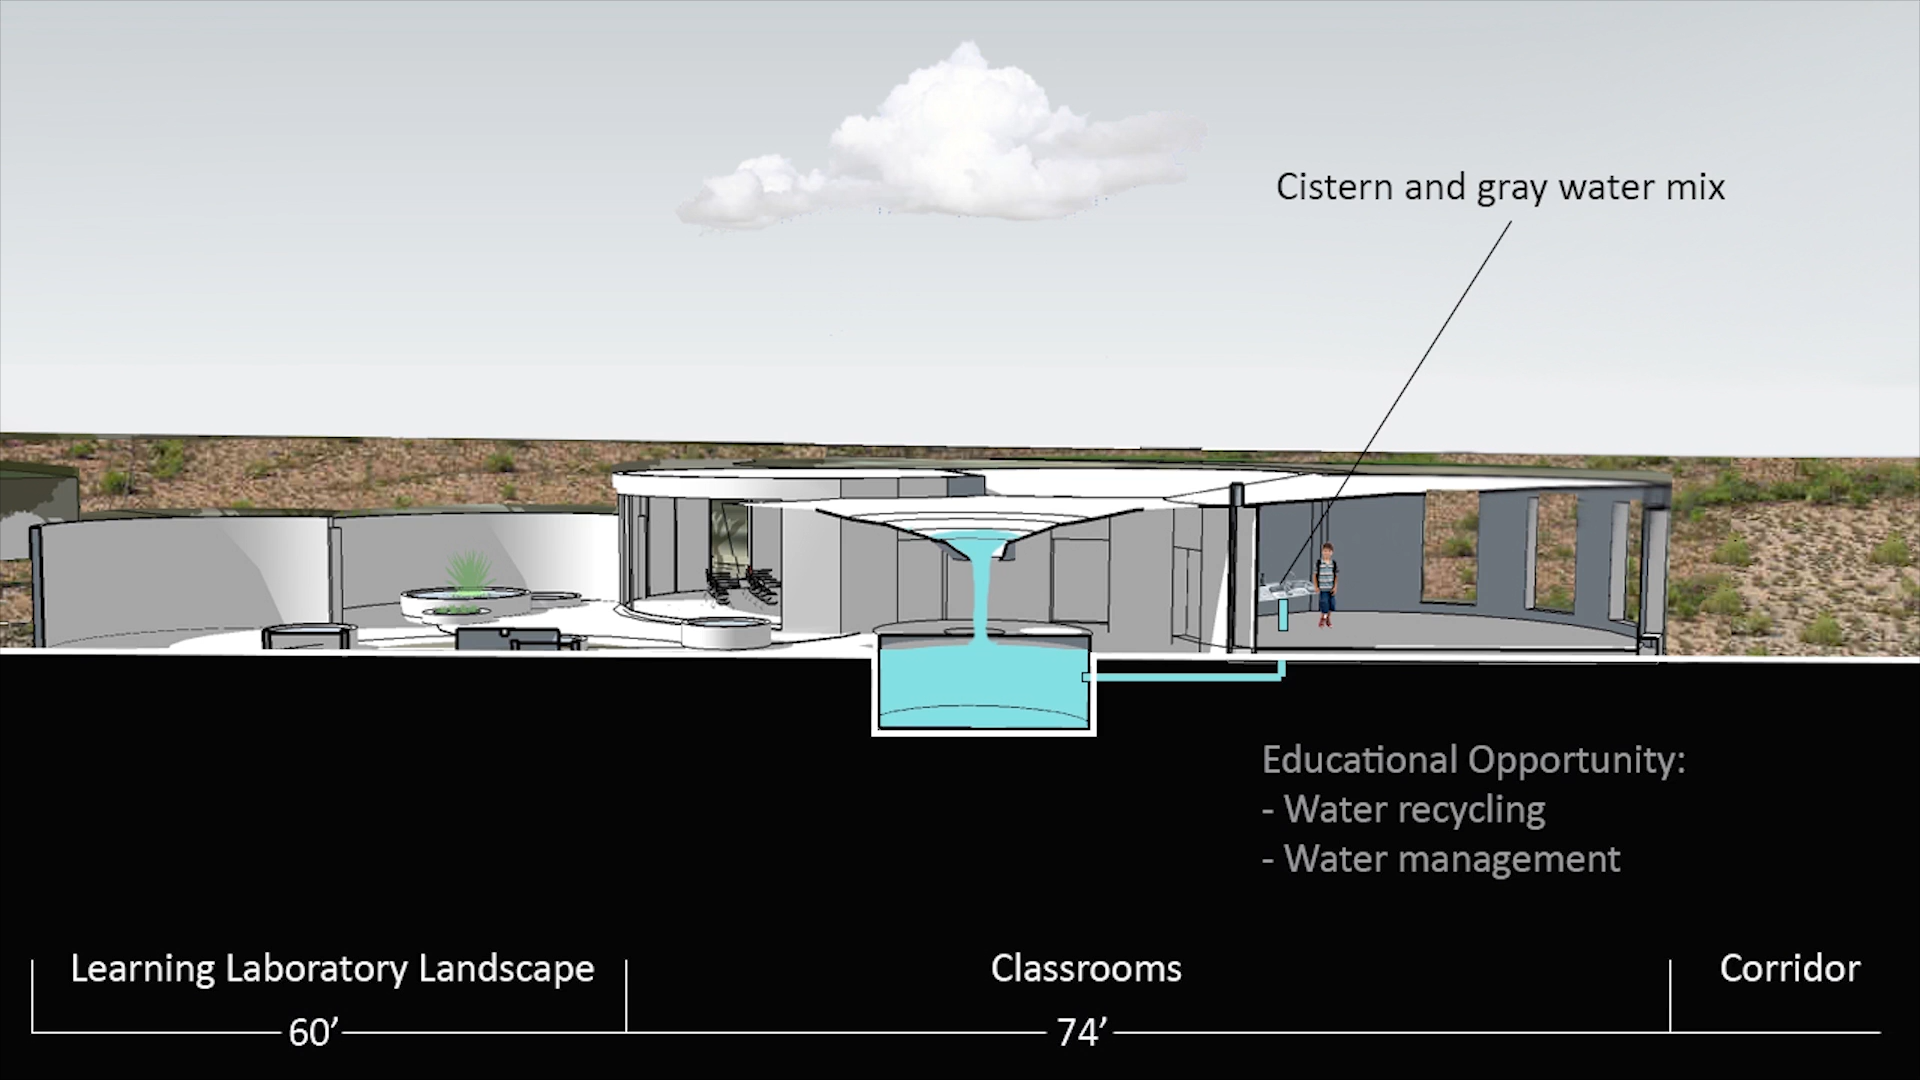 Cistern and gray water mix
Educational Opportunity:
- Water recycling
- Water management
Learning Laboratory Landscape
Classrooms
Corridor
60’
74’